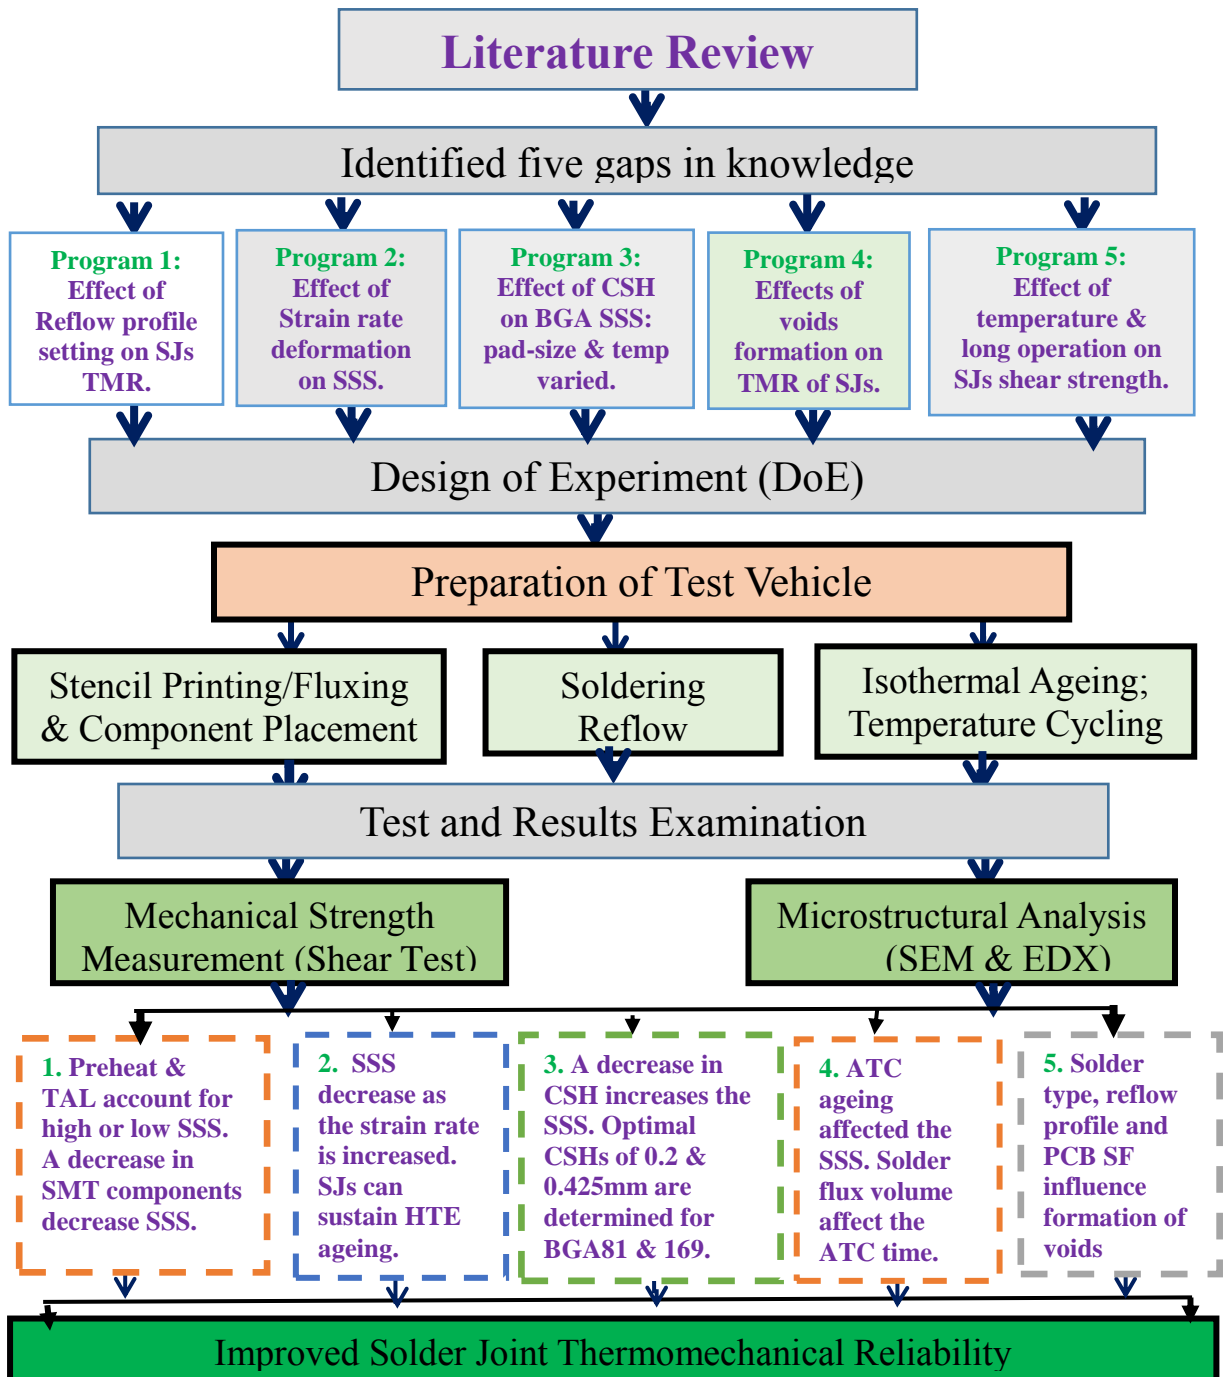 Literature Review
Identified five gaps in knowledge
Program 1:
Effect of
Reflow profile
setting on SJs
TMR.
Program 2:
Effect of
Strain rate
deformation
on SSS.
Program 3:
Effect of CSH
on BGA SSS:
pad-size & temp
varied.
Program 4:
Effects of
voids
formation on
TMR of SJs.
Program 5:
Effect of
temperature &
long operation on
SJs shear strength.
Design of Experiment (DoE)
Preparation of Test Vehicle
Stencil Printing/Fluxing
& Component Placement
Soldering
Reflow
Isothermal Ageing;
Temperature Cycling
Test and Results Examination
Mechanical Strength
Measurement (Shear Test)
Microstructural Analysis
(SEM & EDX)
1. Preheat &
TAL account for
high or low SSS.
A decrease in
SMT components
decrease SSS.
2. SSS
decrease as
the strain rate
is increased.
SJs can
sustain HTE
ageing.
3. A decrease in
CSH increases the
SSS. Optimal
CSHs of 0.2 &
0.425mm are
determined for
BGA81 & 169.
4. ATC
ageing
affected the
SSS. Solder
flux volume
affect the
ATC time.
5. Solder
type, reflow
profile and
PCB SF
influence
formation of
voids
Improved Solder Joint Thermomechanical Reliability